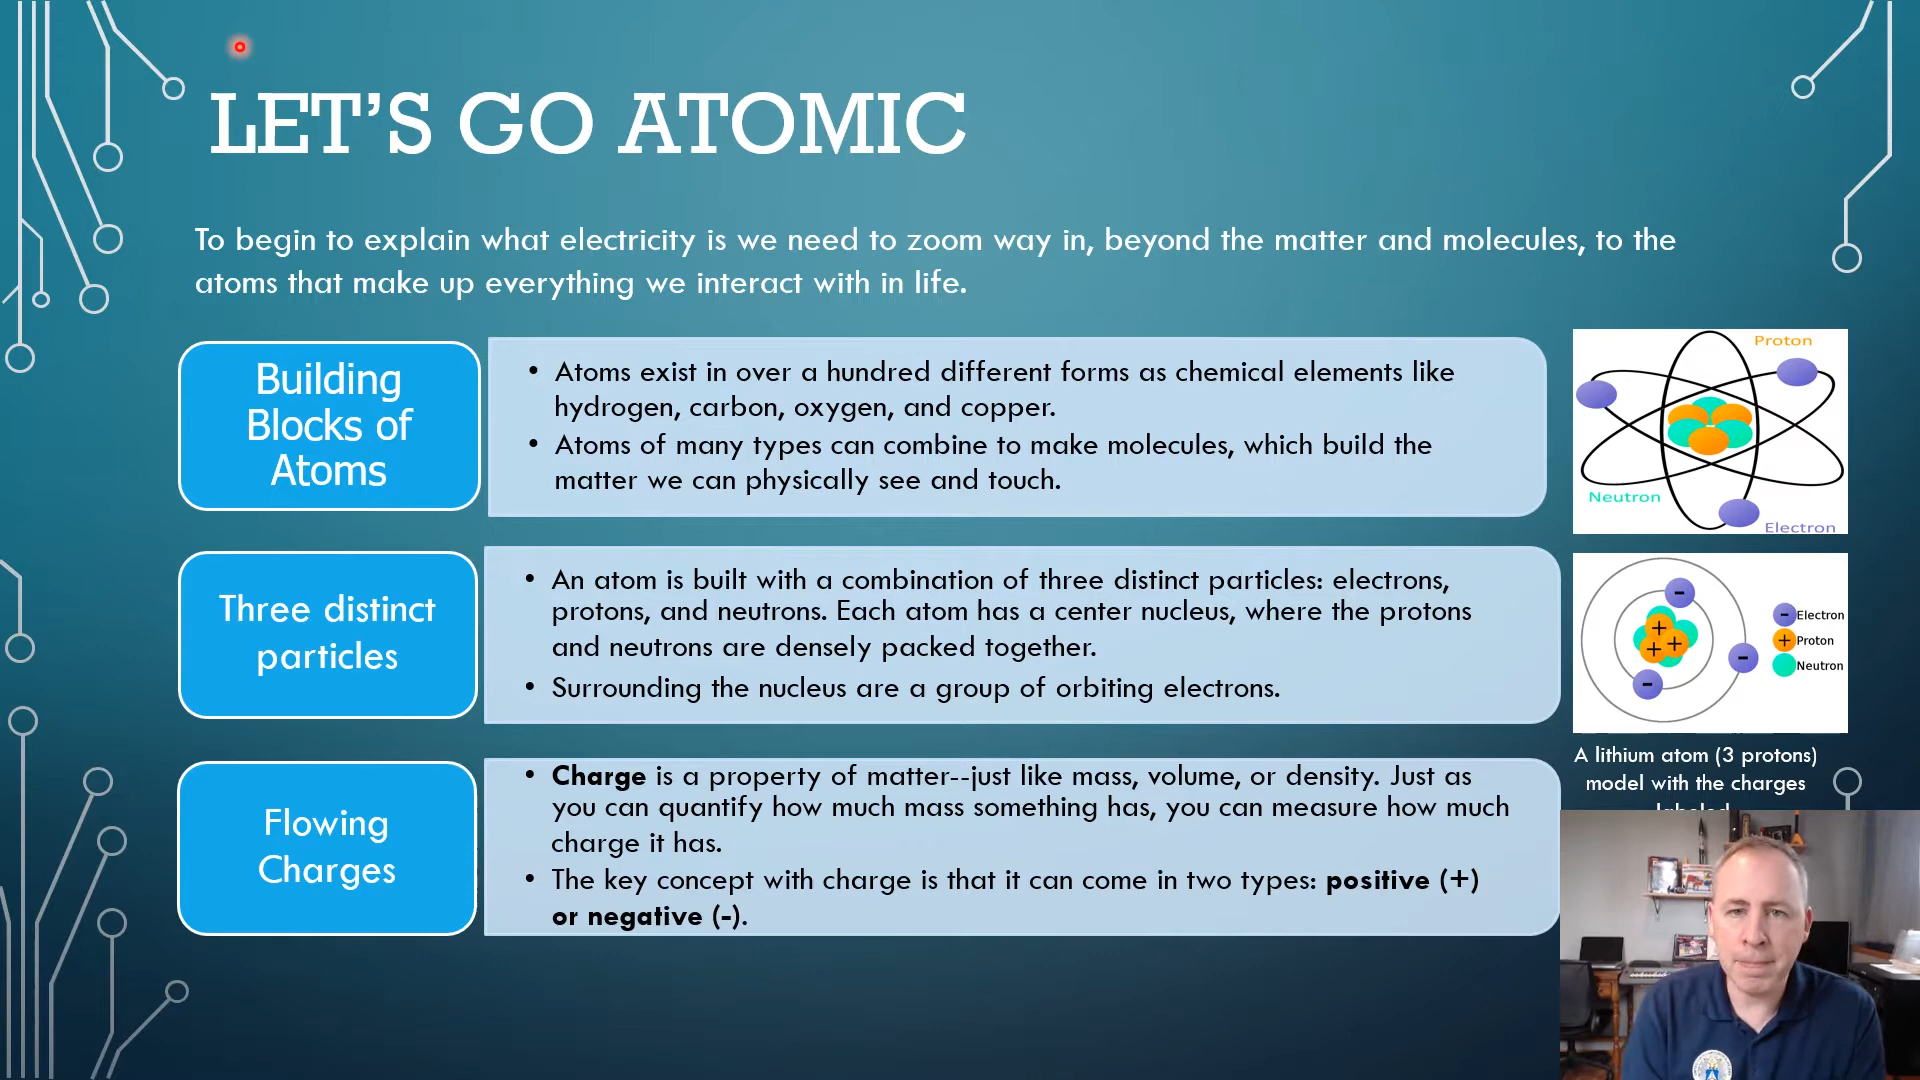 LET'S GO ATOMIC
To begin to explain what electricity is we need to zoom way in, beyond the matter and molecules, to the
atoms that make up everything we interact with in life.
Building
Blocks of
Atoms
• Atoms exist in over a hundred different forms as chemical elements like
hydrogen, carbon, oxygen, and copper.
• Atoms of many types can combine to make molecules, which build the
matter we can physically see and touch.
Proton
Neutron
Electron
Three distinct
particles
• An atom is built with a combination of three distinct particles: electrons,
protons, and neutrons. Each atom has a center nucleus, where the protons
and neutrons are densely packed together.
• Surrounding the nucleus are a group of orbiting electrons.
-
+
+ +
-
-
- Electron
+ Proton
Neutron
A lithium atom (3 protons)
model with the charges
Flowing
Charges
• Charge is a property of matter--just like mass, volume, or density. Just as
you can quantify how much mass something has, you can measure how much
charge it has.
• The key concept with charge is that it can come in two types: positive (+)
or negative (-).